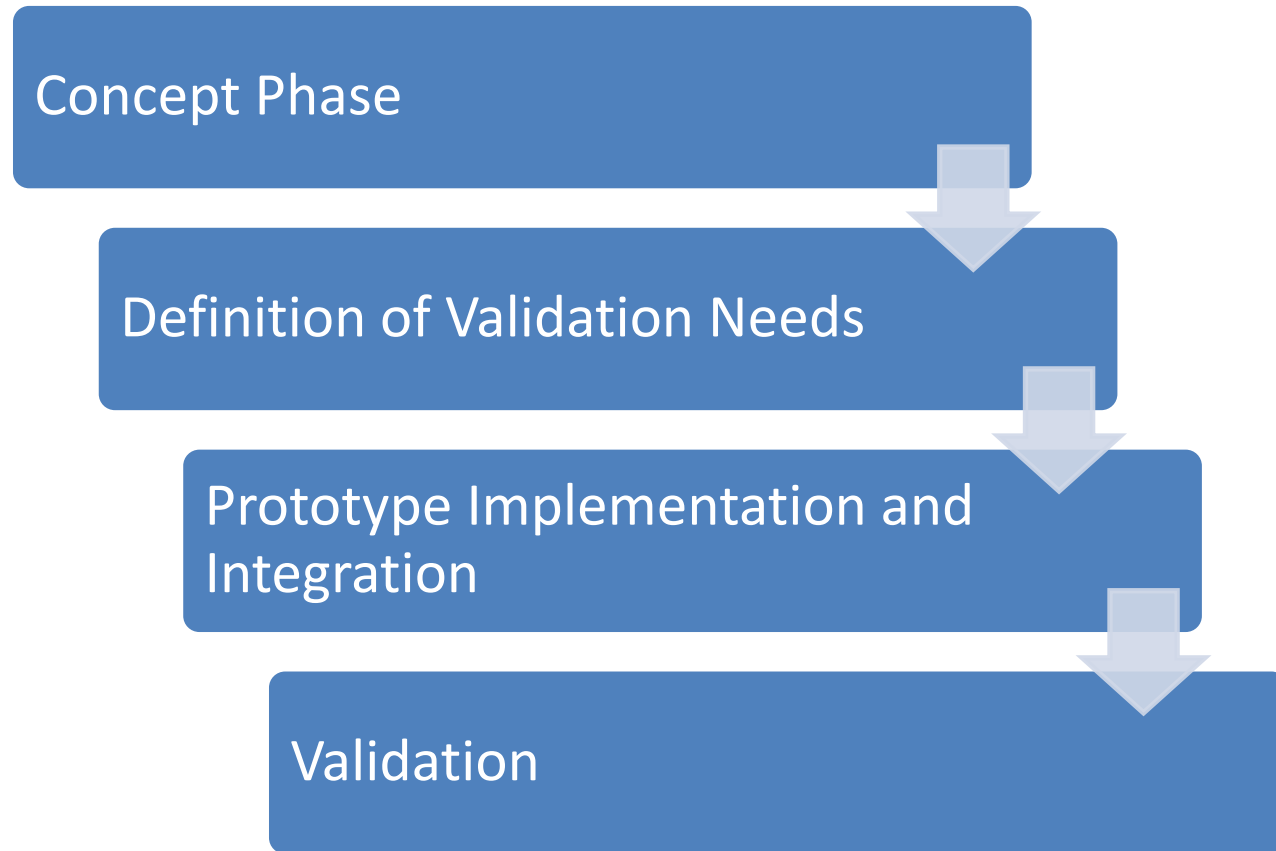 Concept Phase
Definition of Validation Needs
Prototype Implementation and
Integration
Validation